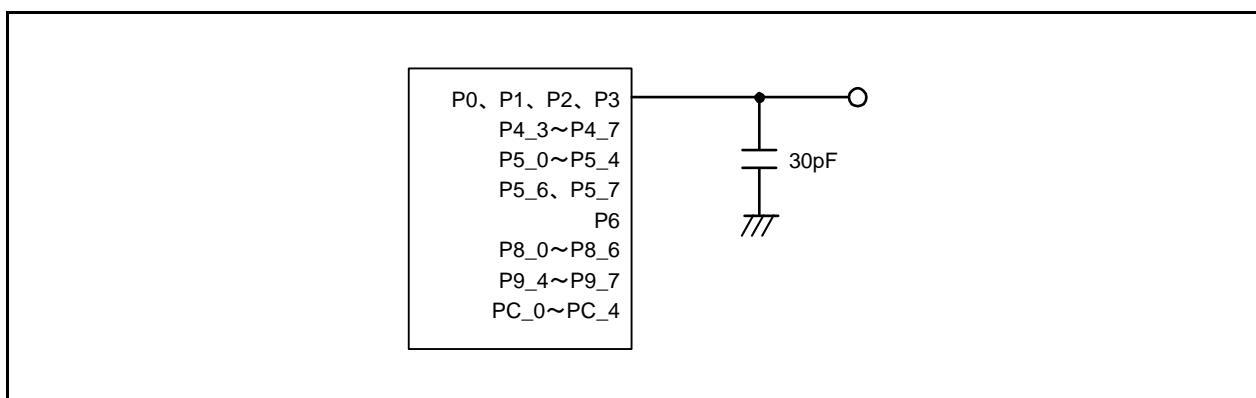 P0、P1、P2、P3
P4_3～P4_7
P5_0～P5_4
P5_6、P5_7
P6
P8_0～P8_6
P9_4～P9_7
PC_0～PC_4
30pF